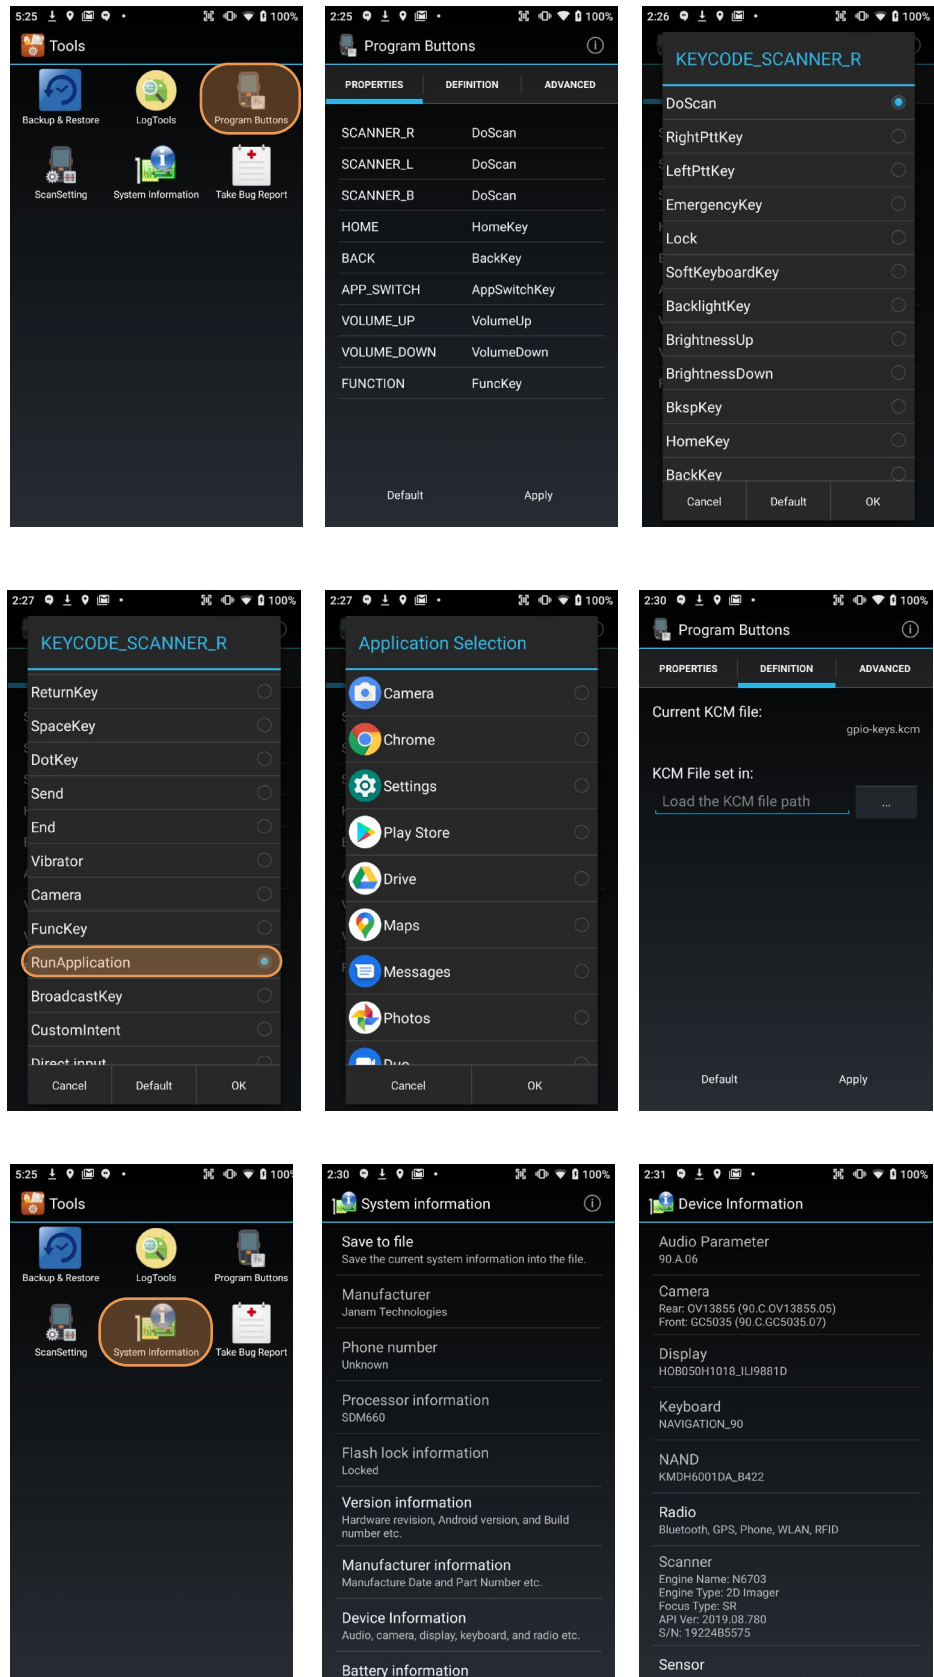 5:25 100%
Tools
Backup & Restore LogTools Program Buttons
ScanSetting System Information Take Bug Report
2:25 100%
Program Buttons
PROPERTIES DEFINITION ADVANCED
SCANNER_R DoScan
SCANNER_L DoScan
SCANNER_B DoScan
HOME HomeKey
BACK BackKey
APP_SWITCH AppSwitchKey
VOLUME_UP VolumeUp
VOLUME_DOWN VolumeDown
FUNCTION FuncKey
Default Apply
2:26 100%
KEYCODE_SCANNER_R
DoScan
RightPttKey
LeftPttKey
EmergencyKey
Lock
SoftKeyboardKey
BacklightKey
BrightnessUp
BrightnessDown
BkspKey
HomeKey
BackKey
Cancel Default OK
2:27 100%
KEYCODE_SCANNER_R
ReturnKey
SpaceKey
DotKey
Send
End
Vibrator
Camera
FuncKey
RunApplication
BroadcastKey
CustomIntent
Direct input
Cancel Default OK
2:27 100%
Application Selection
Camera
Chrome
Settings
Play Store
Drive
Maps
Messages
Photos
Duo
Cancel OK
2:30 100%
Program Buttons
PROPERTIES DEFINITION ADVANCED
Current KCM file:
gpio-keys.kcm
KCM File set in:
Load the KCM file path ...
Default Apply
5:25 100%
Tools
Backup & Restore LogTools Program Buttons
ScanSetting System Information Take Bug Report
2:30 100%
System information
Save to file
Save the current system information into the file.
Manufacturer
Janam Technologies
Phone number
Unknown
Processor information
SDM660
Flash lock information
Locked
Version information
Hardware revision, Android version, and Build
number etc.
Manufacturer information
Manufacture Date and Part Number etc.
Device Information
Audio, camera, display, keyboard, and radio etc.
Battery information
2:31 100%
Device Information
Audio Parameter
90.A.06
Camera
Rear: OV13855 (90.C.OV13855.05)
Front: GC5035 (90.C.GC5035.07)
Display
HOB050H1018_ILI9881D
Keyboard
NAVIGATION_90
NAND
KMDH6001DA_B422
Radio
Bluetooth, GPS, Phone, WLAN, RFID
Scanner
Engine Name: N6703
Engine Type: 2D Imager
Focus Type: SR
API Ver: 2019.08.780
S/N: 19224B5575
Sensor